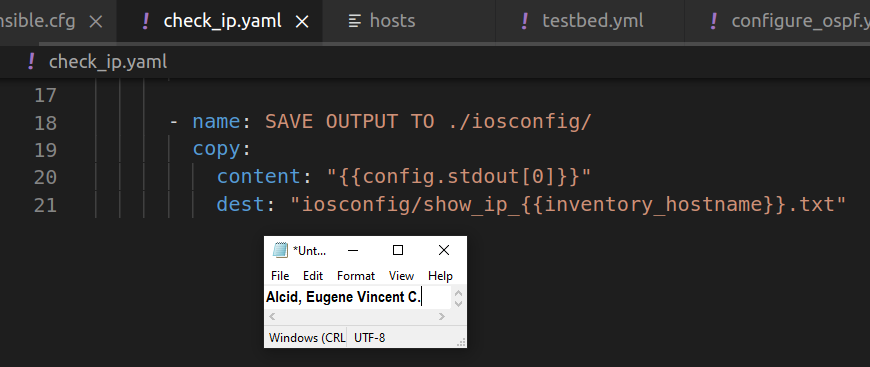 nsible.cfg
check_ip.yaml
hosts
testbed.yml
configure_ospf.y
check_ip.yaml
17
18 - name: SAVE OUTPUT TO ./iosconfig/
19 copy:
20 content: "{{config.stdout[0]}}"
21 dest: "iosconfig/show_ip_{{inventory_hostname}}.txt"
*Unt...
File Edit Format View Help
Alcid, Eugene Vincent C.
Windows (CRL UTF-8